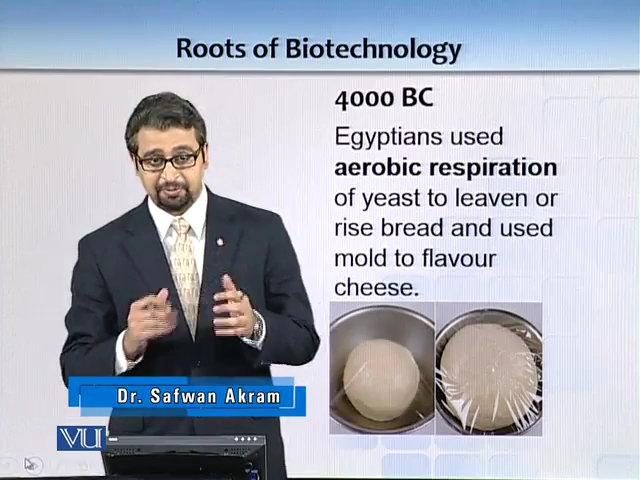 Roots of Biotechnology
4000 BC
Egyptians used
aerobic respiration
of yeast to leaven or
rise bread and used
mold to flavour
cheese.
Dr. Safwan Akram
VU